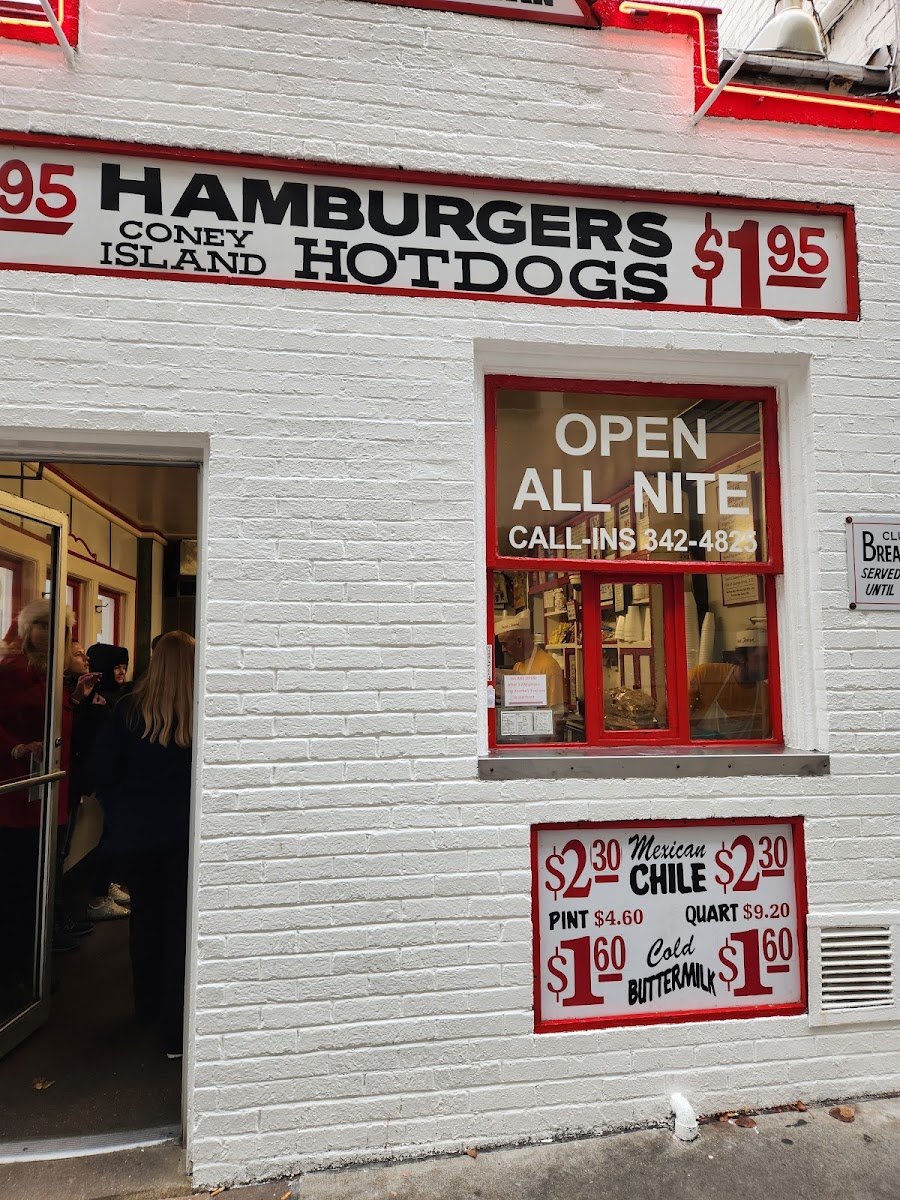 95 HAMBURGERS $1.95
CONEY ISLAND HOTDOGS
OPEN
ALL NITE
CALL-INS 342-4825
CLU
BREA
SERVED
UNTIL
$2.30 Mexican CHILE $2.30
PINT $4.60 QUART $9.20
$1.60 Cold BUTTERMILK $1.60